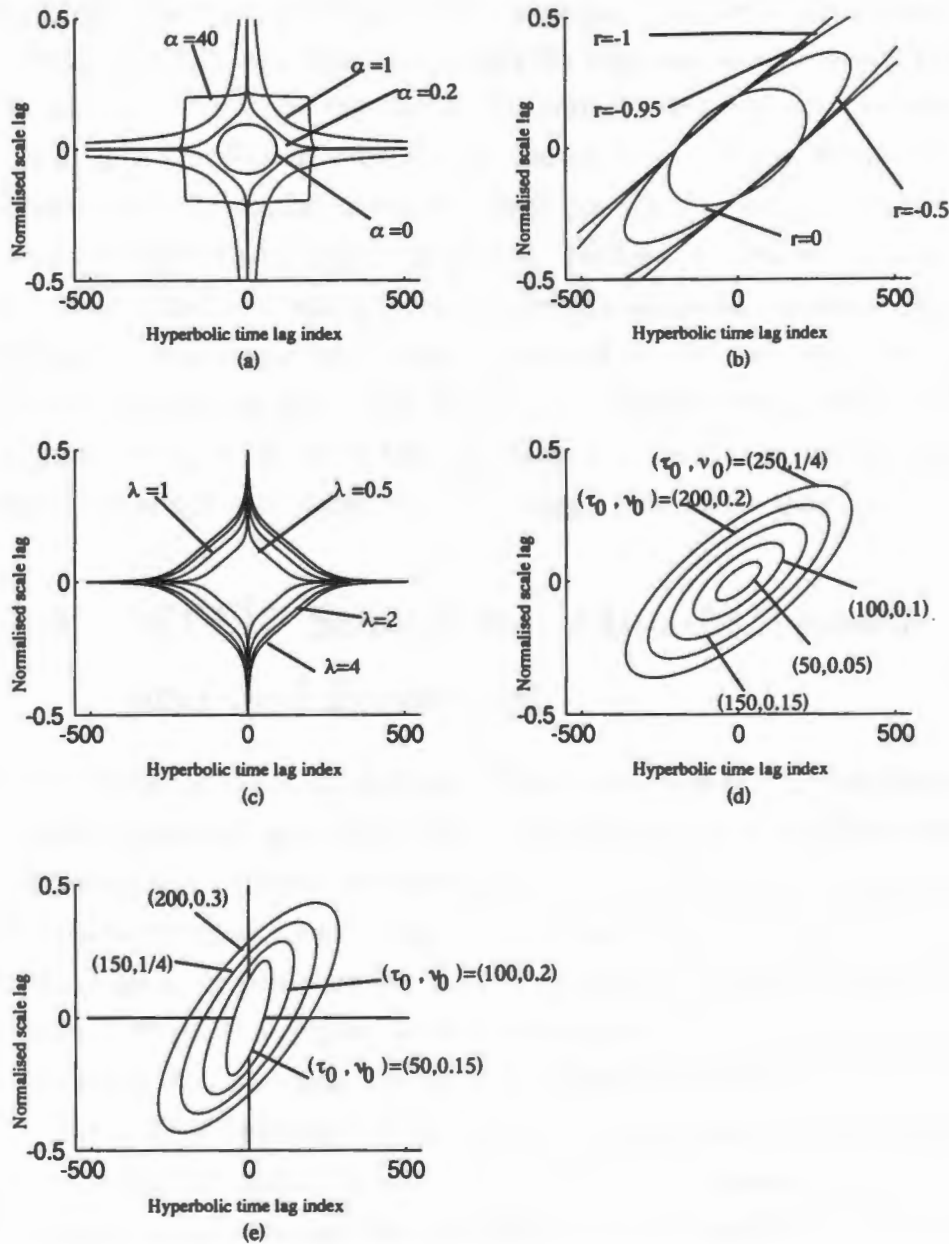 0.5
α=40
α=1
α=0.2
α=0
0
-0.5
-500 0 500
Normalised scale lag
Hyperbolic time lag index
(a)
0.5
r=-1
r=-0.95
r=0
r=-0.5
0
-0.5
-500 0 500
Normalised scale lag
Hyperbolic time lag index
(b)
0.5
λ=1
λ=0.5
λ=2
λ=4
0
-0.5
-500 0 500
Normalised scale lag
Hyperbolic time lag index
(c)
0.5
(τ0 , ν0)=(250,1/4)
(τ0 , ν0)=(200,0.2)
(100,0.1)
(50,0.05)
(150,0.15)
0
-0.5
-500 0 500
Normalised scale lag
Hyperbolic time lag index
(d)
0.5
(200,0.3)
(150,1/4)
(τ0 , ν0)=(100,0.2)
(τ0 , ν0)=(50,0.15)
0
-0.5
-500 0 500
Normalised scale lag
Hyperbolic time lag index
(e)